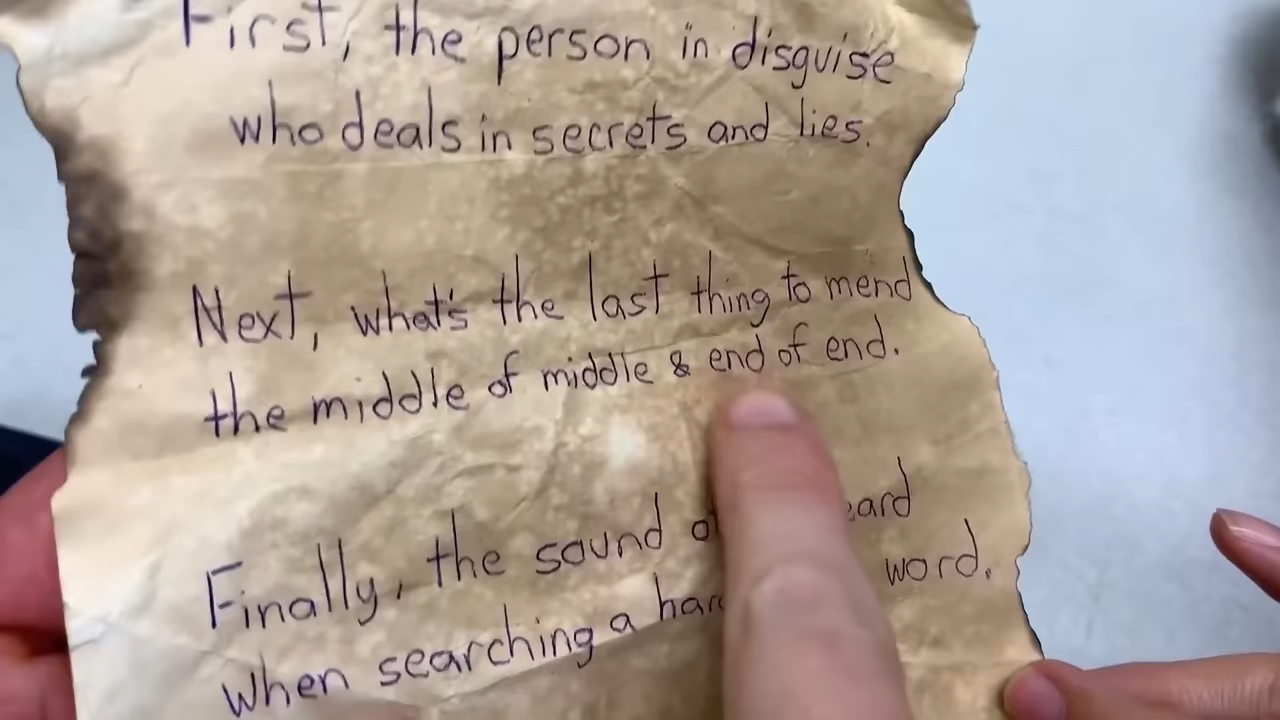 First, the person in disguise
who deals in secrets and lies.
Next, what's the last thing to mend
the middle of middle & end of end.
Finally, the sound
when searching a word.